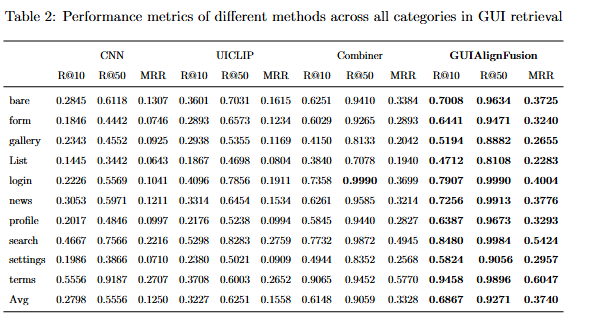 Table 2: Performance metrics of different methods across all categories in GUI retrieval
CNN UICLIP Combiner GUIAlignFusion
R@10 R@50 MRR R@10 R@50 MRR R@10 R@50 MRR R@10 R@50 MRR
bare 0.2845 0.6118 0.1307 0.3601 0.7031 0.1615 0.6251 0.9410 0.3384 0.7008 0.9634 0.3725
form 0.1846 0.4442 0.0746 0.2893 0.6573 0.1234 0.6029 0.9265 0.2893 0.6441 0.9471 0.3240
gallery 0.2343 0.4552 0.0925 0.2938 0.5355 0.1169 0.4150 0.8133 0.2042 0.5194 0.8882 0.2655
List 0.1445 0.3442 0.0643 0.1867 0.4698 0.0804 0.3840 0.7078 0.1940 0.4712 0.8108 0.2283
login 0.2226 0.5569 0.1041 0.4096 0.7856 0.1911 0.7358 0.9990 0.3699 0.7907 0.9990 0.4004
news 0.3053 0.5971 0.1211 0.3314 0.6454 0.1534 0.6261 0.9585 0.3214 0.7256 0.9913 0.3776
profile 0.2017 0.4846 0.0997 0.2176 0.5238 0.0994 0.5845 0.9440 0.2827 0.6387 0.9673 0.3293
search 0.4667 0.7566 0.2216 0.5298 0.8283 0.2759 0.7732 0.9872 0.4945 0.8480 0.9984 0.5424
settings 0.1986 0.3866 0.0710 0.2380 0.5021 0.0909 0.4944 0.8352 0.2568 0.5824 0.9056 0.2957
terms 0.5556 0.9187 0.2707 0.3708 0.6003 0.2652 0.9065 0.9452 0.5770 0.9458 0.9896 0.6047
Avg 0.2798 0.5556 0.1250 0.3227 0.6251 0.1558 0.6148 0.9059 0.3328 0.6867 0.9271 0.3740